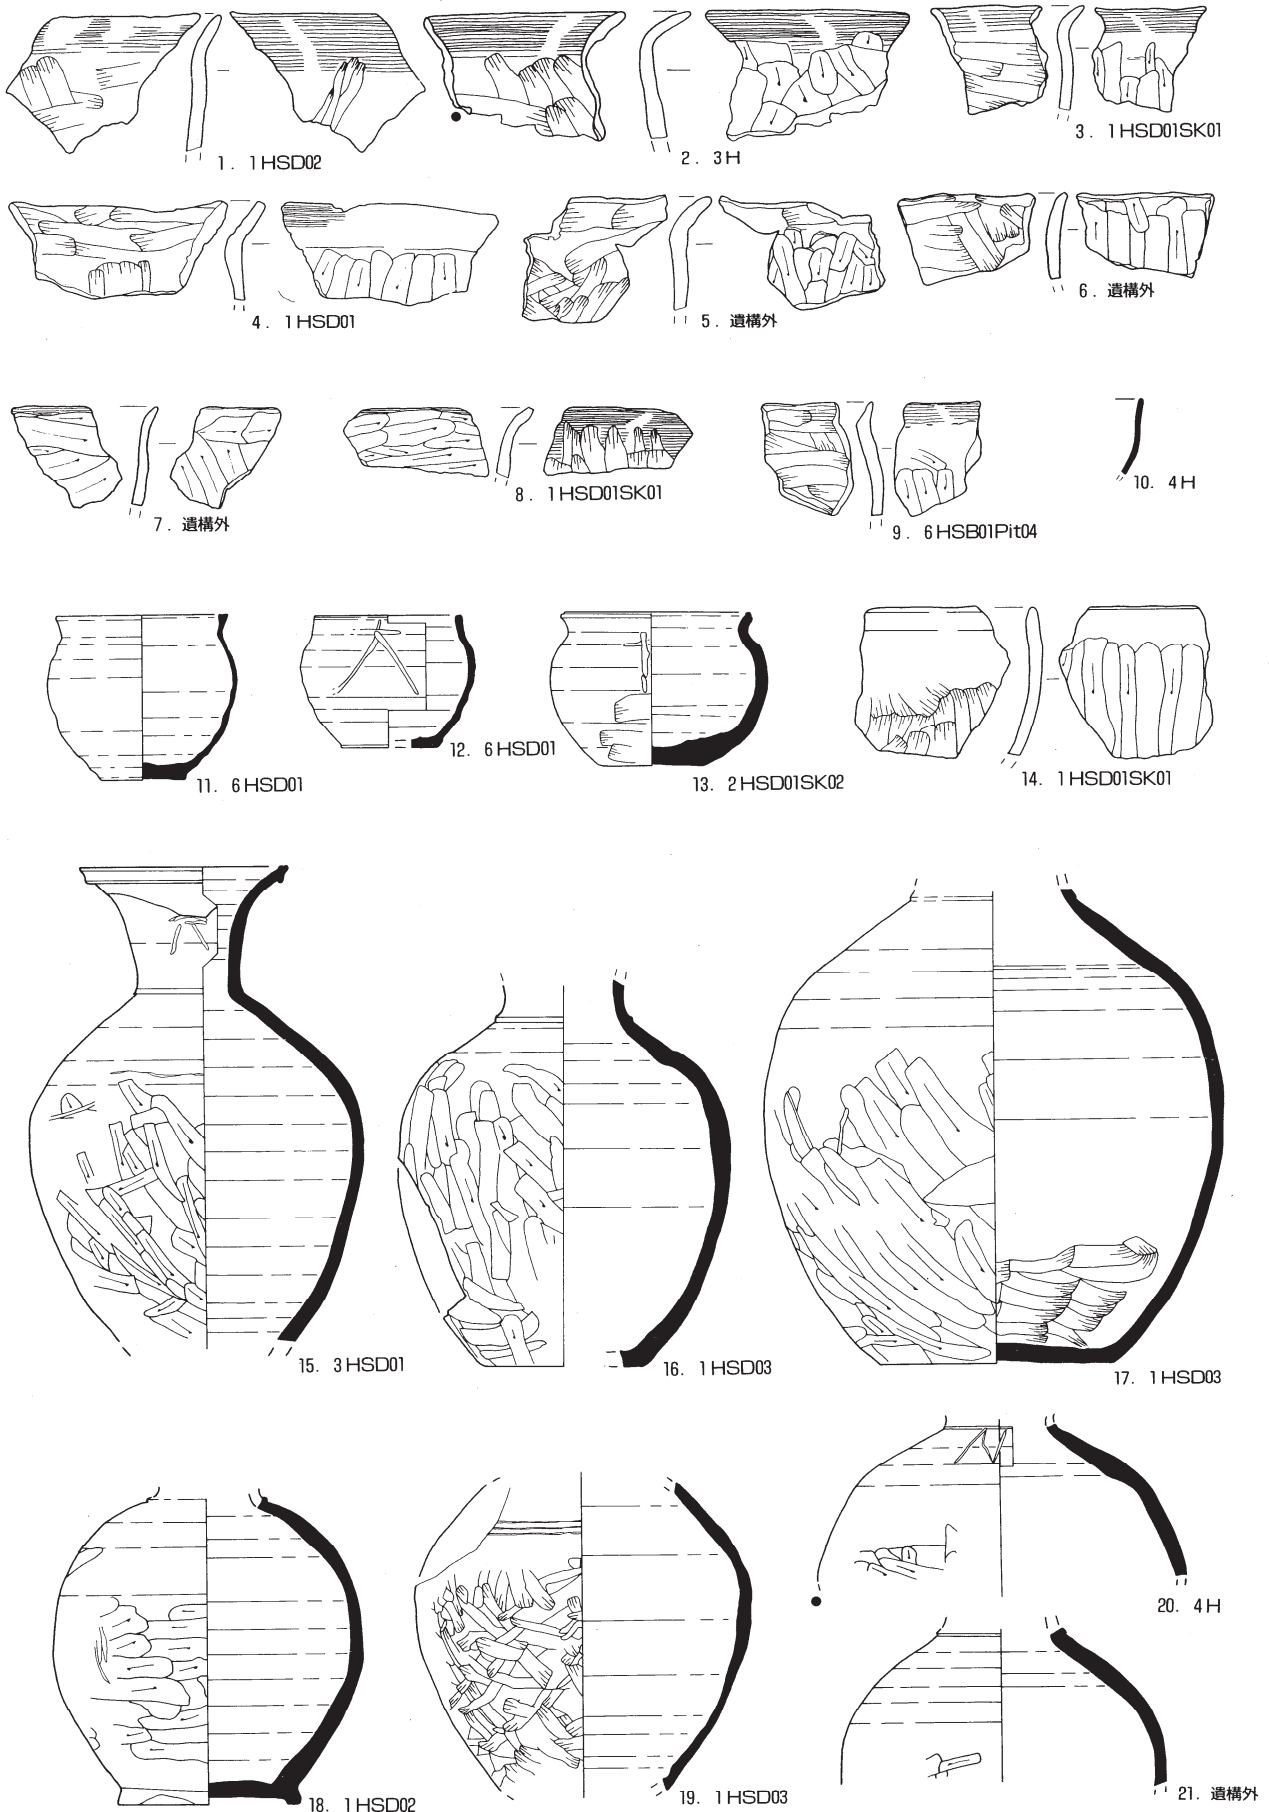 1. 1HSD02
2. 3H
3. 1HSD01SK01
4. 1HSD01
5. 遺構外
6. 遺構外
7. 遺構外
8. 1HSD01SK01
9. 6HSB01Pit04
10. 4H
11. 6HSD01
12. 6HSD01
13. 2HSD01SK02
14. 1HSD01SK01
15. 3HSD01
16. 1HSD03
17. 1HSD03
18. 1HSD02
19. 1HSD03
20. 4H
21. 遺構外